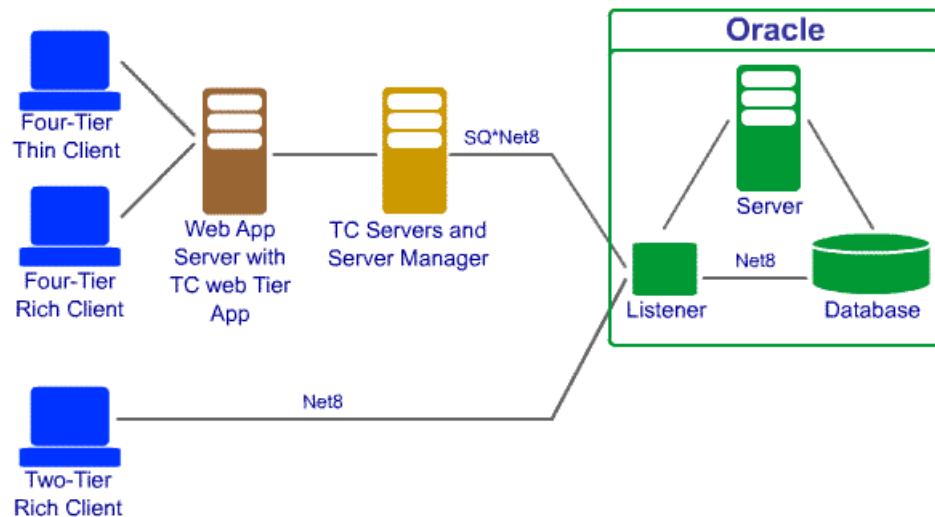 Oracle
Four-Tier
Thin Client
SQ*Net8
Server
Four-Tier
Rich Client
Web App
Server with
TC web Tier
App
TC Servers and
Server Manager
Net8
Listener
Database
Net8
Two-Tier
Rich Client